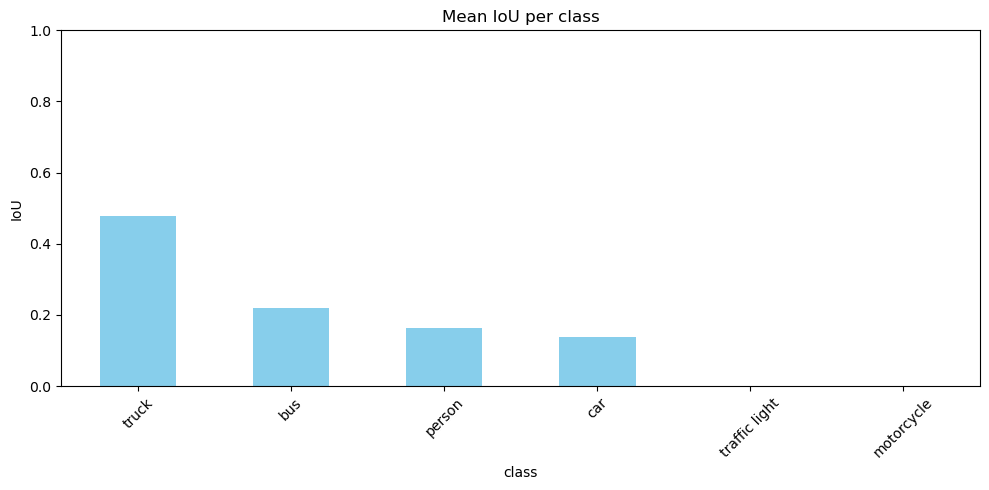 Mean IoU per class
1.0
0.8
0.6
0.4
0.2
0.0
IoU
truck
bus
person
car
traffic light
motorcycle
class